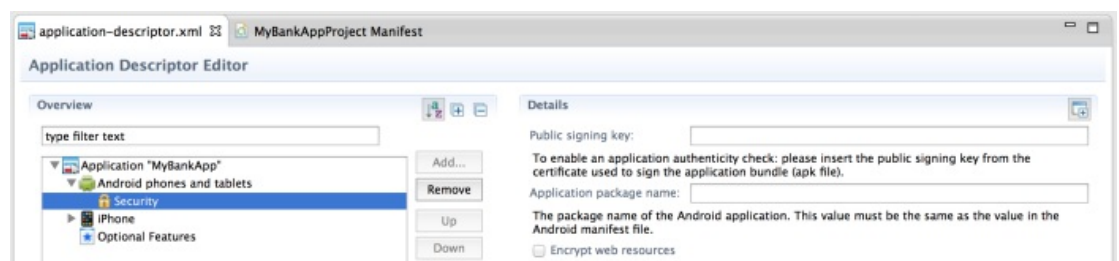 application-descriptor.xml
MyBankAppProject Manifest
Application Descriptor Editor
Overview
type filter text
Application "MyBankApp"
Android phones and tablets
Security
iPhone
Optional Features
Add...
Remove
Up
Down
Details
Public signing key:
To enable an application authenticity check: please insert the public signing key from the
certificate used to sign the application bundle (apk file).
Application package name:
The package name of the Android application. This value must be the same as the value in the
Android manifest file.
Encrypt web resources